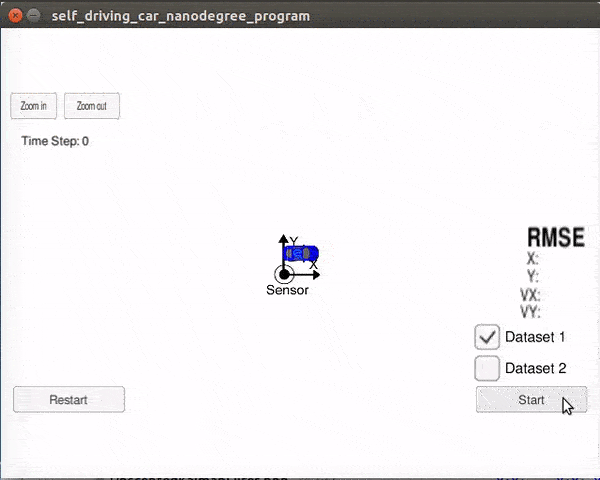 self_driving_car_nanodegree_program
Zoom in
Zoom out
Time Step: 0
Y
X
Sensor
RMSE
X:
Y:
VX:
VY:
Dataset 1
Dataset 2
Restart
Start